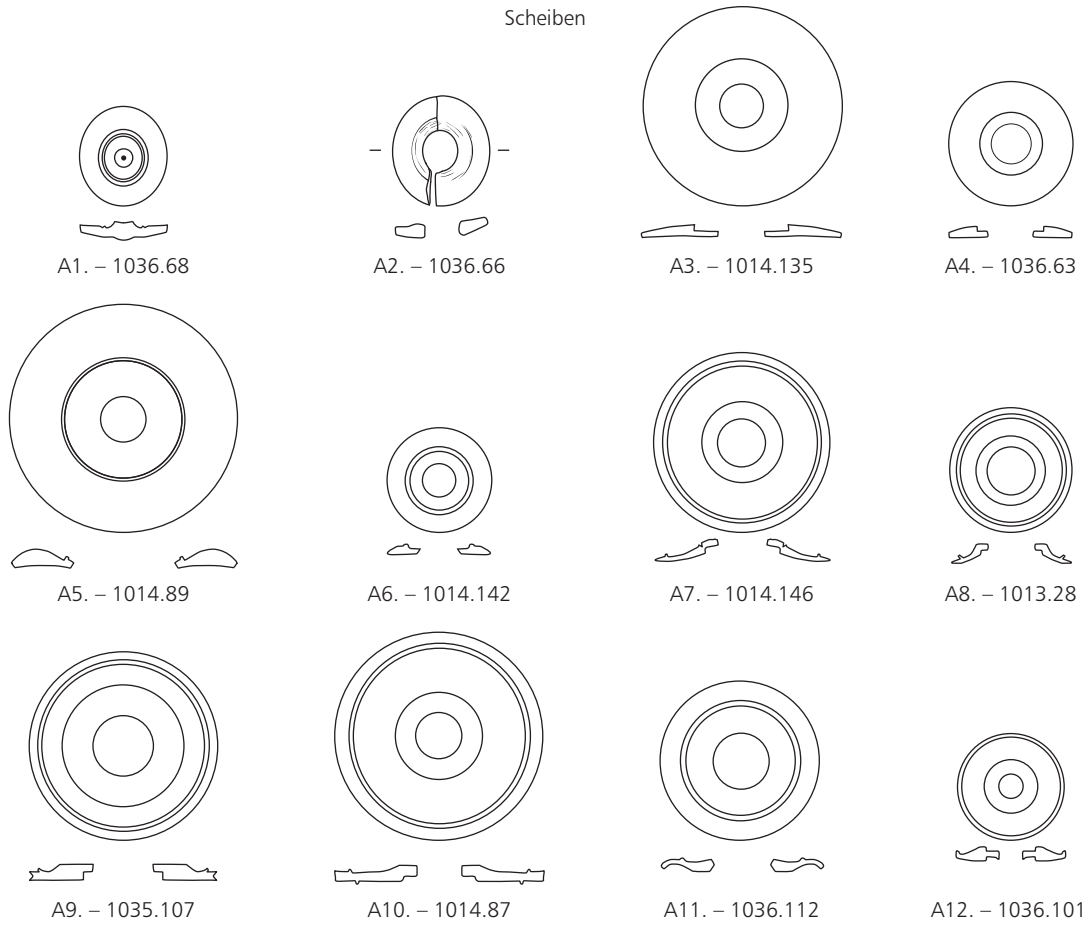 Scheiben
A1. – 1036.68
A2. – 1036.66
A3. – 1014.135
A4. – 1036.63
A5. – 1014.89
A6. – 1014.142
A7. – 1014.146
A8. – 1013.28
A9. – 1035.107
A10. – 1014.87
A11. – 1036.112
A12. – 1036.101